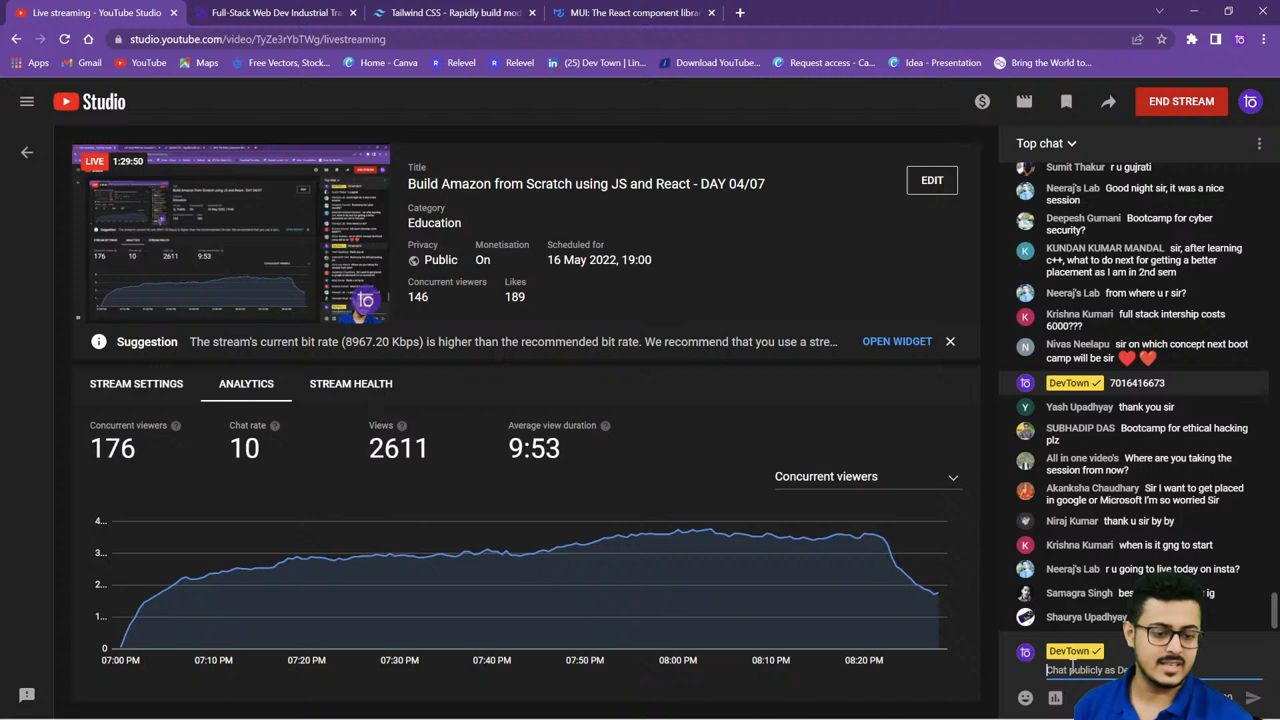 Live streaming - YouTube Studio
Full-Stack Web Dev Industrial Tra
Tailwind CSS - Rapidly build mod
MUI: The React component libra
studio.youtube.com/video/TyZe3rYbTWg/livestreaming
Apps
Gmail
YouTube
Maps
Free Vectors, Stock...
Home - Canva
Relevel
Relevel
(25) Dev Town | Lin...
Download YouTube...
Request access - Ca...
Idea - Presentation
Bring the World to...
Studio
END STREAM
LIVE 1:29:50
Title
Build Amazon from Scratch using JS and React - DAY 04/07
EDIT
Category
Education
Privacy
Monetisation
Scheduled for
Public
On
16 May 2022, 19:00
Concurrent viewers
Likes
146
189
Suggestion
The stream's current bit rate (8967.20 Kbps) is higher than the recommended bit rate. We recommend that you use a stre...
OPEN WIDGET
STREAM SETTINGS
ANALYTICS
STREAM HEALTH
Concurrent viewers
Chat rate
Views
Average view duration
176
10
2611
9:53
Concurrent viewers
4...
3...
2...
1...
0
07:00 PM
07:10 PM
07:20 PM
07:30 PM
07:40 PM
07:50 PM
08:00 PM
08:10 PM
08:20 PM
Top chat
Sumit Thakur r u gujrati
Neeraj's Lab Good night sir, it was a nice
session
Deepesh Gurnani Bootcamp for cyber
security?
KUNDAN KUMAR MANDAL sir, after learning
c++, what to do next for getting a better
placement as I am in 2nd sem
Neeraj's Lab from where u r sir?
Krishna Kumari full stack intership costs
6000???
Nivas Neelapu sir on which concept next boot
camp will be sir ❤️ ❤️
DevTown 7016416673
Yash Upadhyay thank you sir
SUBHADIP DAS Bootcamp for ethical hacking
plz
All in one video's Where are you taking the
session from now?
Akanksha Chaudhary Sir I want to get placed
in google or Microsoft I'm so worried Sir
Niraj Kumar thank u sir by by
Krishna Kumari when is it gng to start
Neeraj's Lab r u going to live today on insta?
Samagra Singh ig
Shaurya Upadhyay
DevTown
Chat publicly as